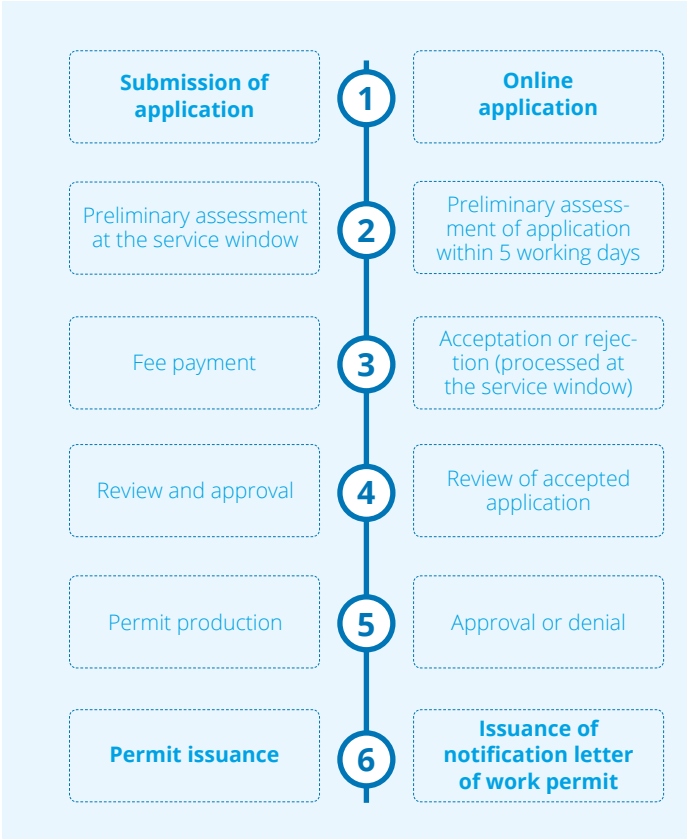 Submission of
application
1
Online
application
Preliminary assessment
at the service window
2
Preliminary assess-
ment of application
within 5 working days
Fee payment
3
Acceptation or rejec-
tion (processed at
the service window)
Review and approval
4
Review of accepted
application
Permit production
5
Approval or denial
Permit issuance
6
Issuance of
notification letter
of work permit